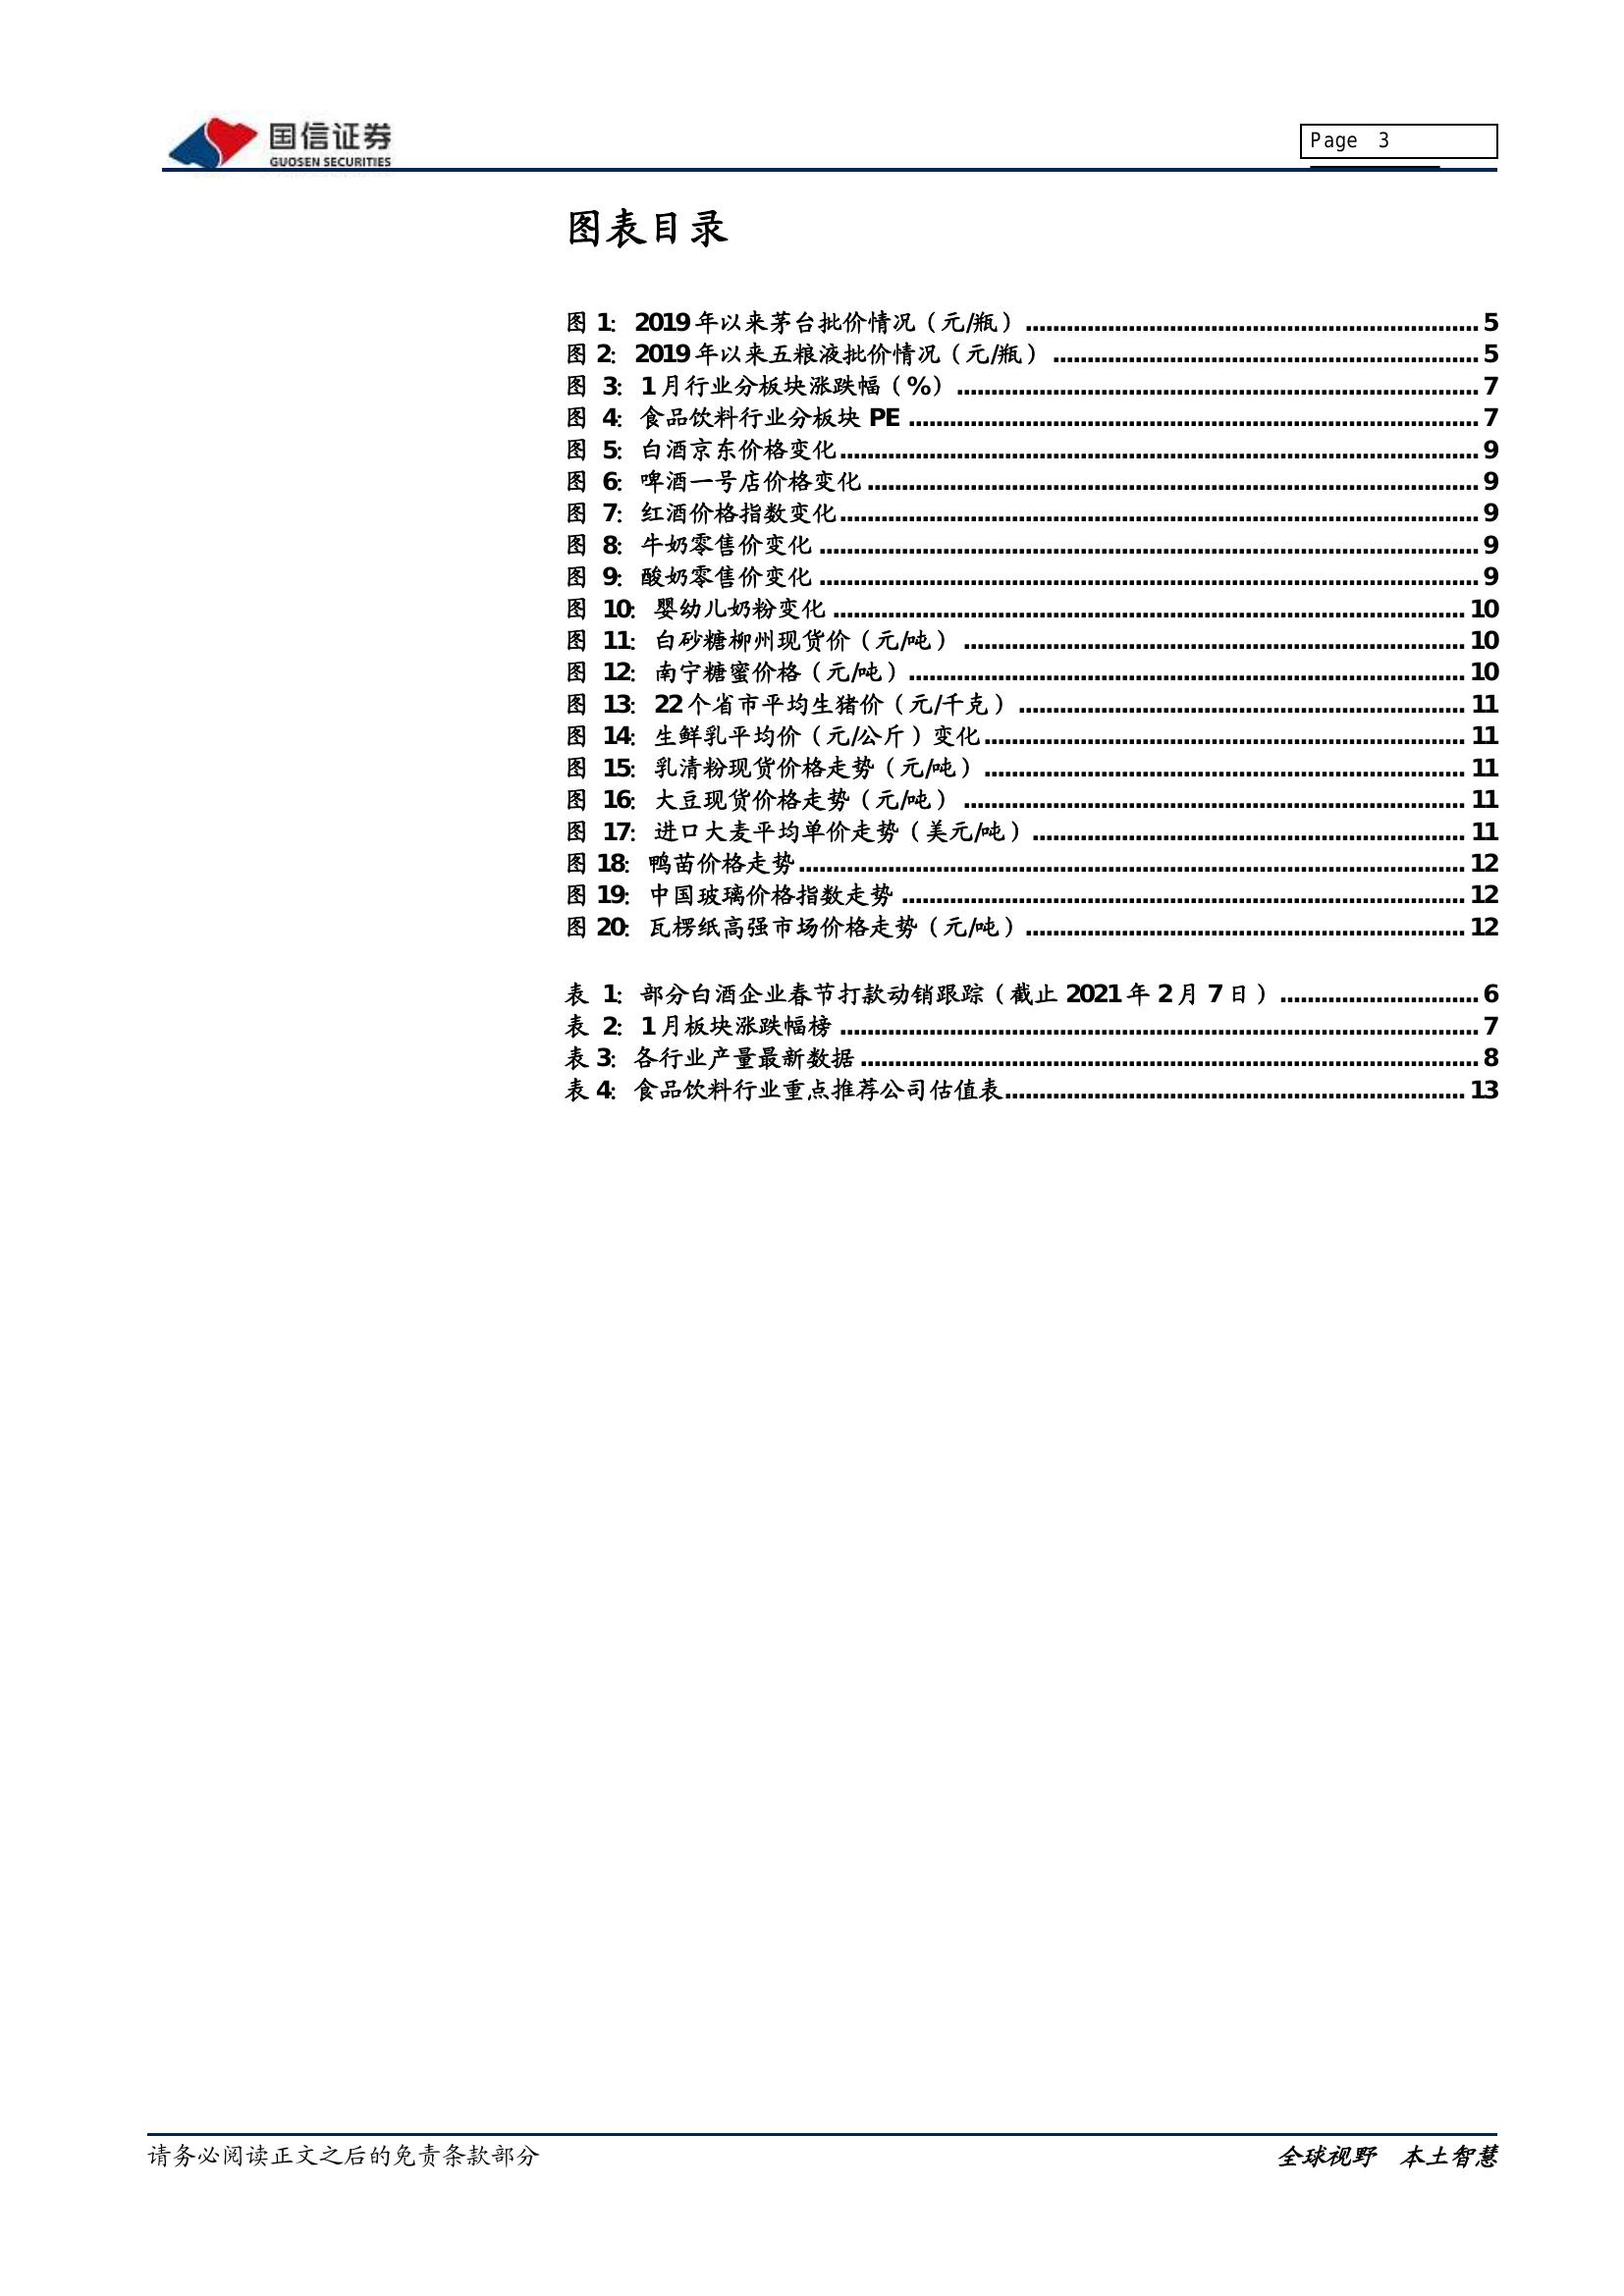 国信证券
GUOSEN SECURITIES
Page 3
图表目录
图 1: 2019 年以来茅台批价情况（元/瓶） 5
图 2: 2019 年以来五粮液批价情况（元/瓶） 5
图 3: 1 月行业分板块涨跌幅（%） 7
图 4: 食品饮料行业分板块 PE 7
图 5: 白酒京东价格变化 9
图 6: 啤酒一号店价格变化 9
图 7: 红酒价格指数变化 9
图 8: 牛奶零售价变化 9
图 9: 酸奶零售价变化 9
图 10: 婴幼儿奶粉变化 10
图 11: 白砂糖柳州现货价（元/吨） 10
图 12: 南宁糖蜜价格（元/吨） 10
图 13: 22 个省市平均生猪价（元/千克） 11
图 14: 生鲜乳平均价（元/公斤）变化 11
图 15: 乳清粉现货价格走势（元/吨） 11
图 16: 大豆现货价格走势（元/吨） 11
图 17: 进口大麦平均单价走势（美元/吨） 11
图 18: 鸭苗价格走势 12
图 19: 中国玻璃价格指数走势 12
图 20: 瓦楞纸高强市场价格走势（元/吨） 12
表 1: 部分白酒企业春节打款动销跟踪（截止 2021 年 2 月 7 日） 6
表 2: 1 月板块涨跌幅榜 7
表 3: 各行业产量最新数据 8
表 4: 食品饮料行业重点推荐公司估值表 13
请务必阅读正文之后的免责条款部分
全球视野 本土智慧